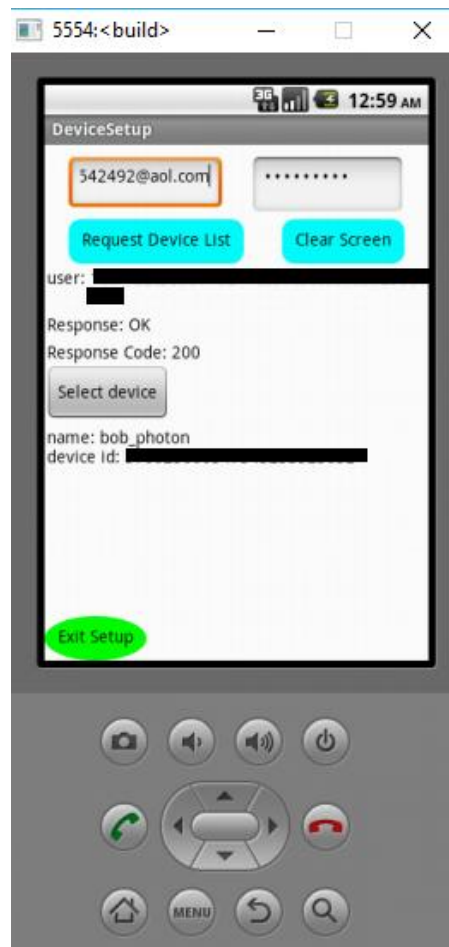 5554:<build>
3G
12:59 AM
DeviceSetup
542492@aol.com
•••••••••
Request Device List
Clear Screen
user:
Response: OK
Response Code: 200
Select device
name: bob_photon
device id:
Exit Setup
MENU